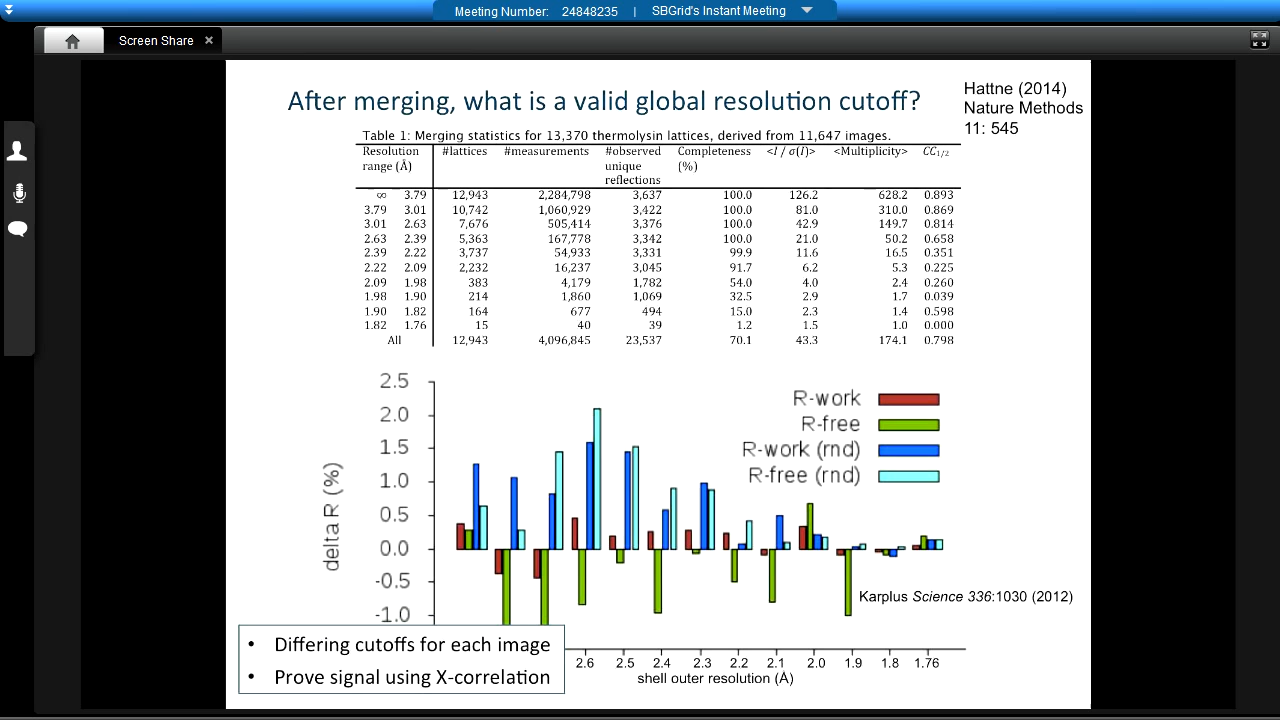 Meeting Number: 24848235 | SBGrid's Instant Meeting
Screen Share ×
After merging, what is a valid global resolution cutoff?
Hattne (2014)
Nature Methods
11: 545
Table 1: Merging statistics for 13,370 thermolysin lattices, derived from 11,647 images.
Resolution #lattices #measurements #observed Completeness <I / σ(I)> <Multiplicity> CC1/2
range (Å) unique (%)
reflections
∞ 3.79 12,943 2,284,798 3,637 100.0 126.2 628.2 0.893
3.79 3.01 10,742 1,060,929 3,422 100.0 81.0 310.0 0.869
3.01 2.63 7,676 505,414 3,376 100.0 42.9 149.7 0.814
2.63 2.39 5,363 167,778 3,342 100.0 21.0 50.2 0.658
2.39 2.22 3,737 54,933 3,331 99.9 11.6 16.5 0.351
2.22 2.09 2,232 16,237 3,045 91.7 6.2 5.3 0.225
2.09 1.98 383 4,179 1,782 54.0 4.0 2.4 0.260
1.98 1.90 214 1,860 1,069 32.5 2.9 1.7 0.039
1.90 1.82 164 677 494 15.0 2.3 1.4 0.598
1.82 1.76 15 40 39 1.2 1.5 1.0 0.000
All 12,943 4,096,845 23,537 70.1 43.3 174.1 0.798
delta R (%)
2.5
2.0
1.5
1.0
0.5
0.0
-0.5
-1.0
R-work
R-free
R-work (rnd)
R-free (rnd)
Karplus Science 336:1030 (2012)
• Differing cutoffs for each image
• Prove signal using X-correlation
2.6 2.5 2.4 2.3 2.2 2.1 2.0 1.9 1.8 1.76
shell outer resolution (Å)